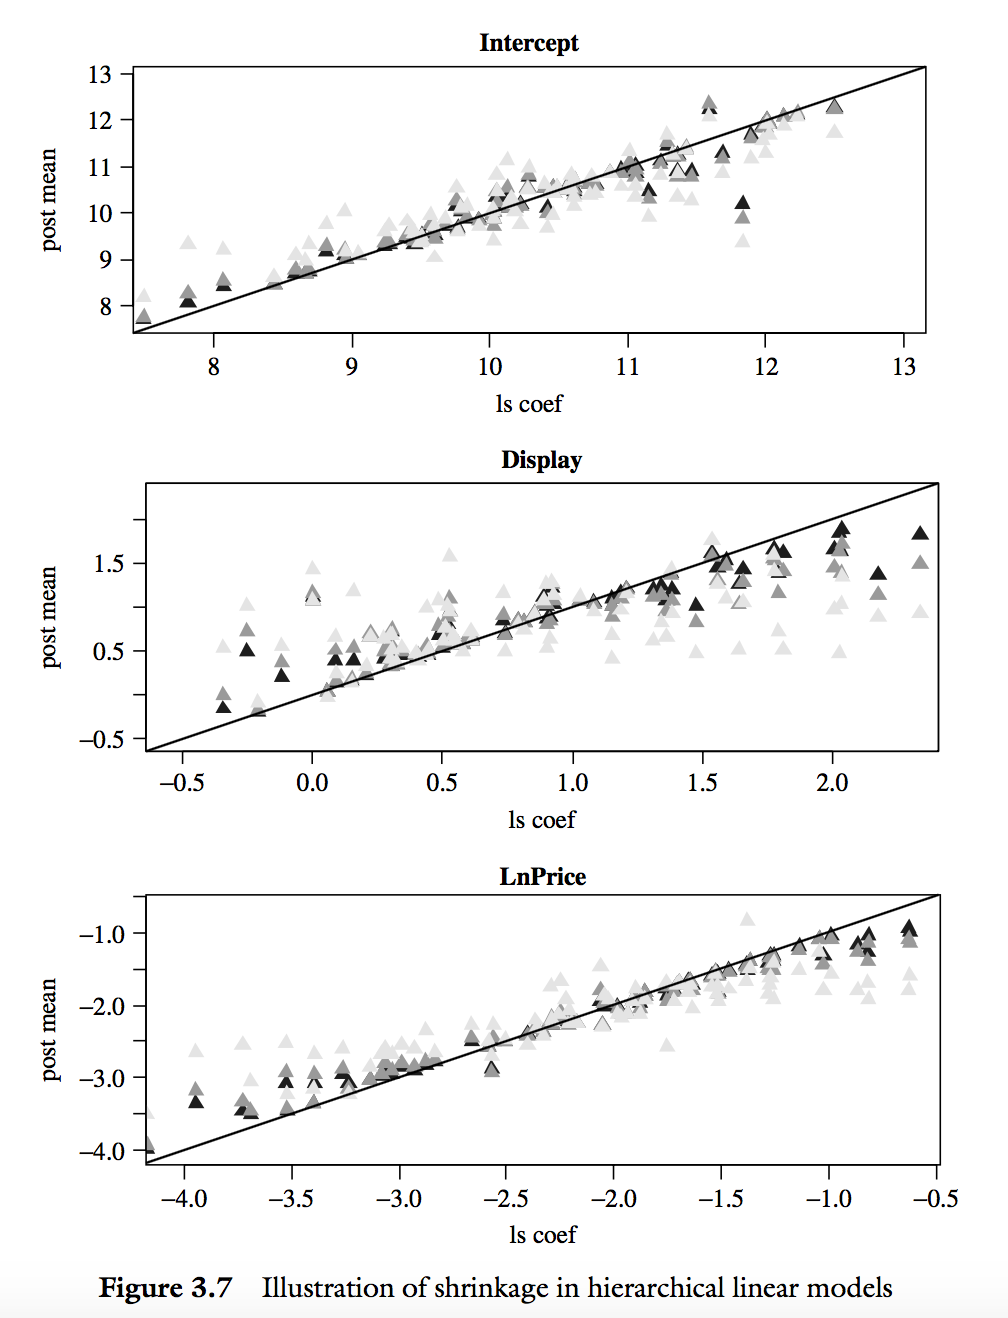 Intercept
13
12
11
10
9
8
post mean
8 9 10 11 12 13
ls coef
Display
1.5
0.5
–0.5
post mean
–0.5 0.0 0.5 1.0 1.5 2.0
ls coef
LnPrice
–1.0
–2.0
–3.0
–4.0
post mean
–4.0 –3.5 –3.0 –2.5 –2.0 –1.5 –1.0 –0.5
ls coef
Figure 3.7 Illustration of shrinkage in hierarchical linear models